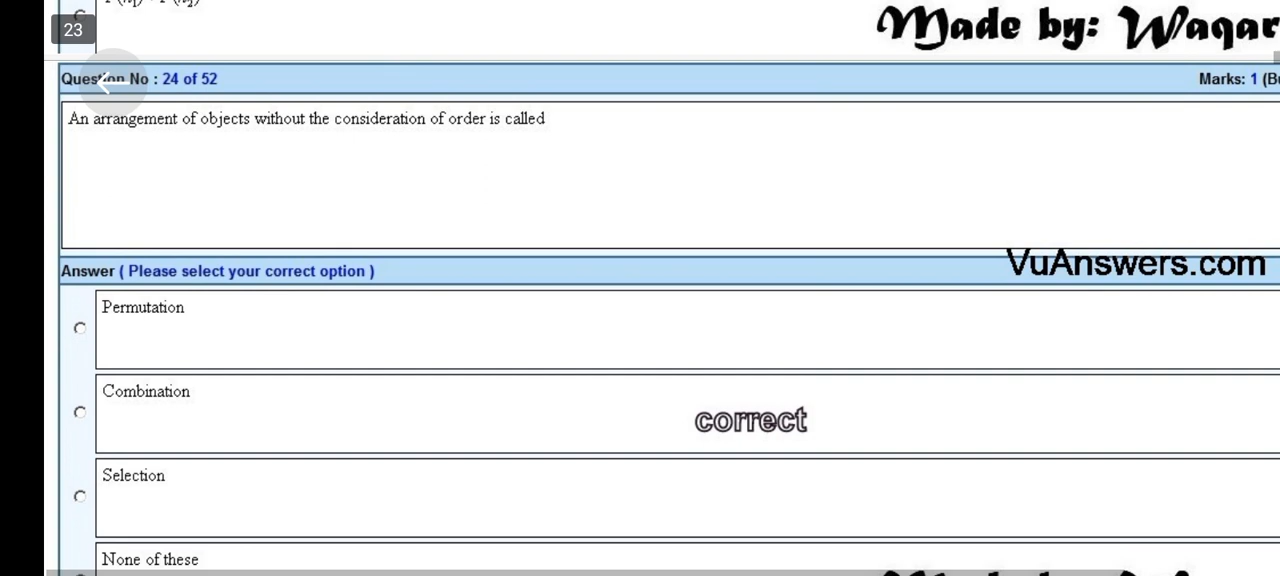 23
Made by: Waqar
Question No : 24 of 52
Marks: 1 (Bu
An arrangement of objects without the consideration of order is called
VuAnswers.com
Answer ( Please select your correct option )
Permutation
Combination
correct
Selection
None of these